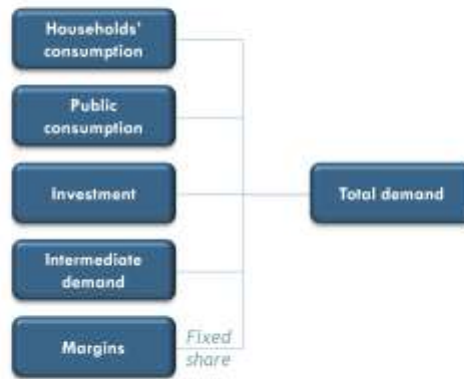 Households'
consumption
Public
consumption
Investment
Total demand
Intermediate
demand
Margins
Fixed
share